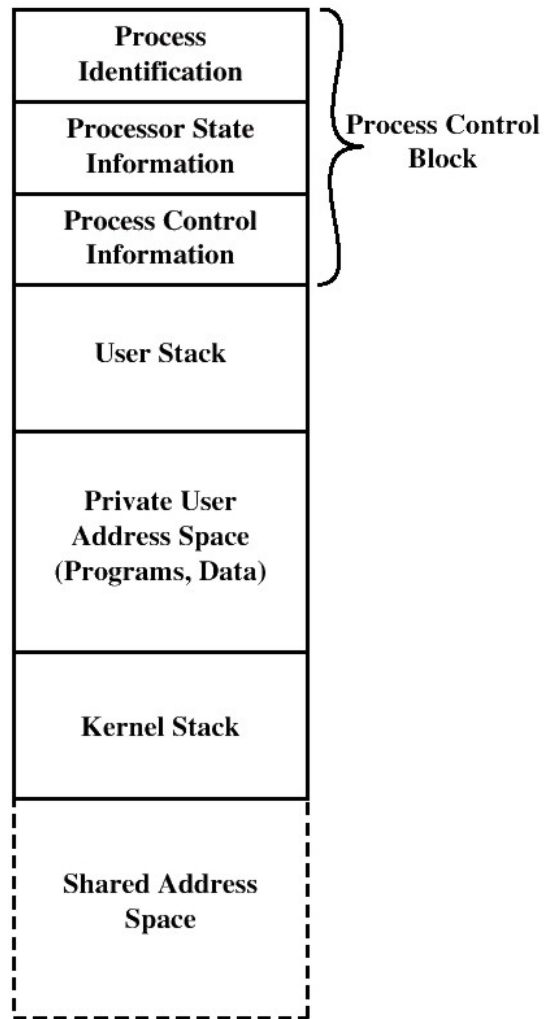 Process
Identification
Processor State
Information
Process Control
Information
Process Control
Block
User Stack
Private User
Address Space
(Programs, Data)
Kernel Stack
Shared Address
Space